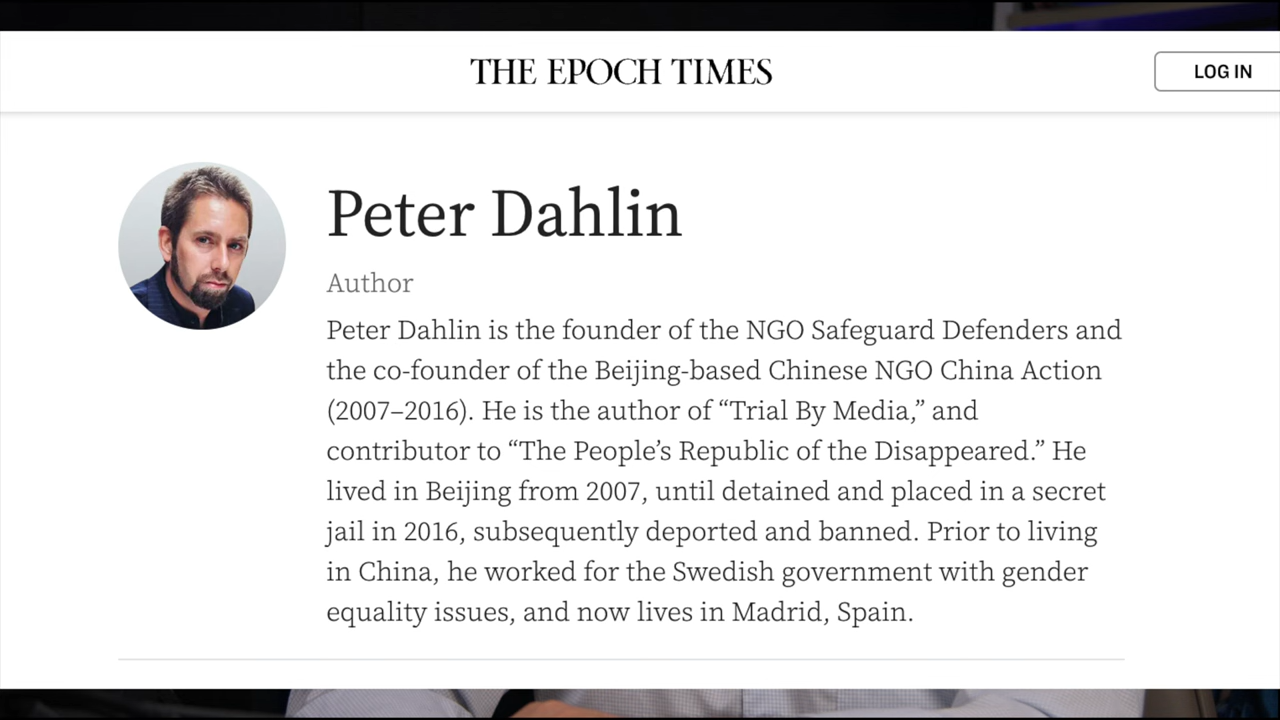 THE EPOCH TIMES
LOG IN
Peter Dahlin
Author
Peter Dahlin is the founder of the NGO Safeguard Defenders and
the co-founder of the Beijing-based Chinese NGO China Action
(2007–2016). He is the author of “Trial By Media,” and
contributor to “The People’s Republic of the Disappeared.” He
lived in Beijing from 2007, until detained and placed in a secret
jail in 2016, subsequently deported and banned. Prior to living
in China, he worked for the Swedish government with gender
equality issues, and now lives in Madrid, Spain.